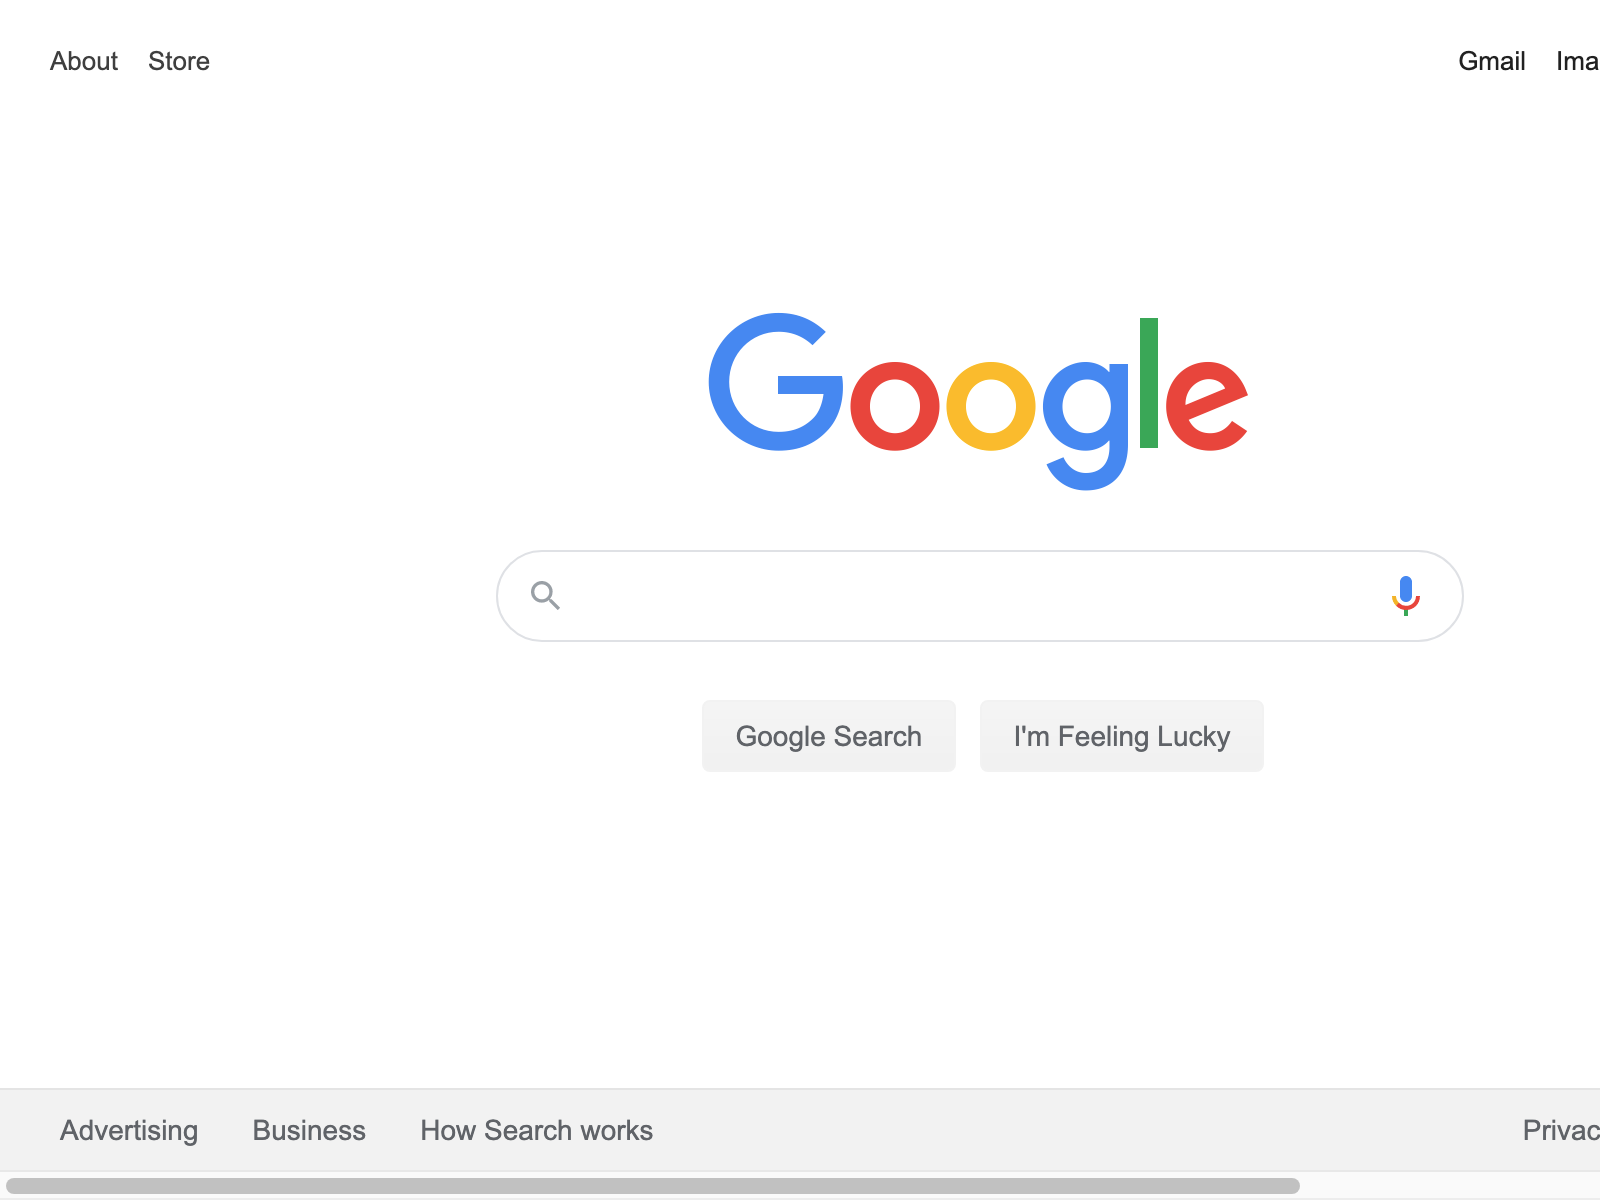 About Store Gmail Ima
Google
Google Search I'm Feeling Lucky
Advertising Business How Search works Privac